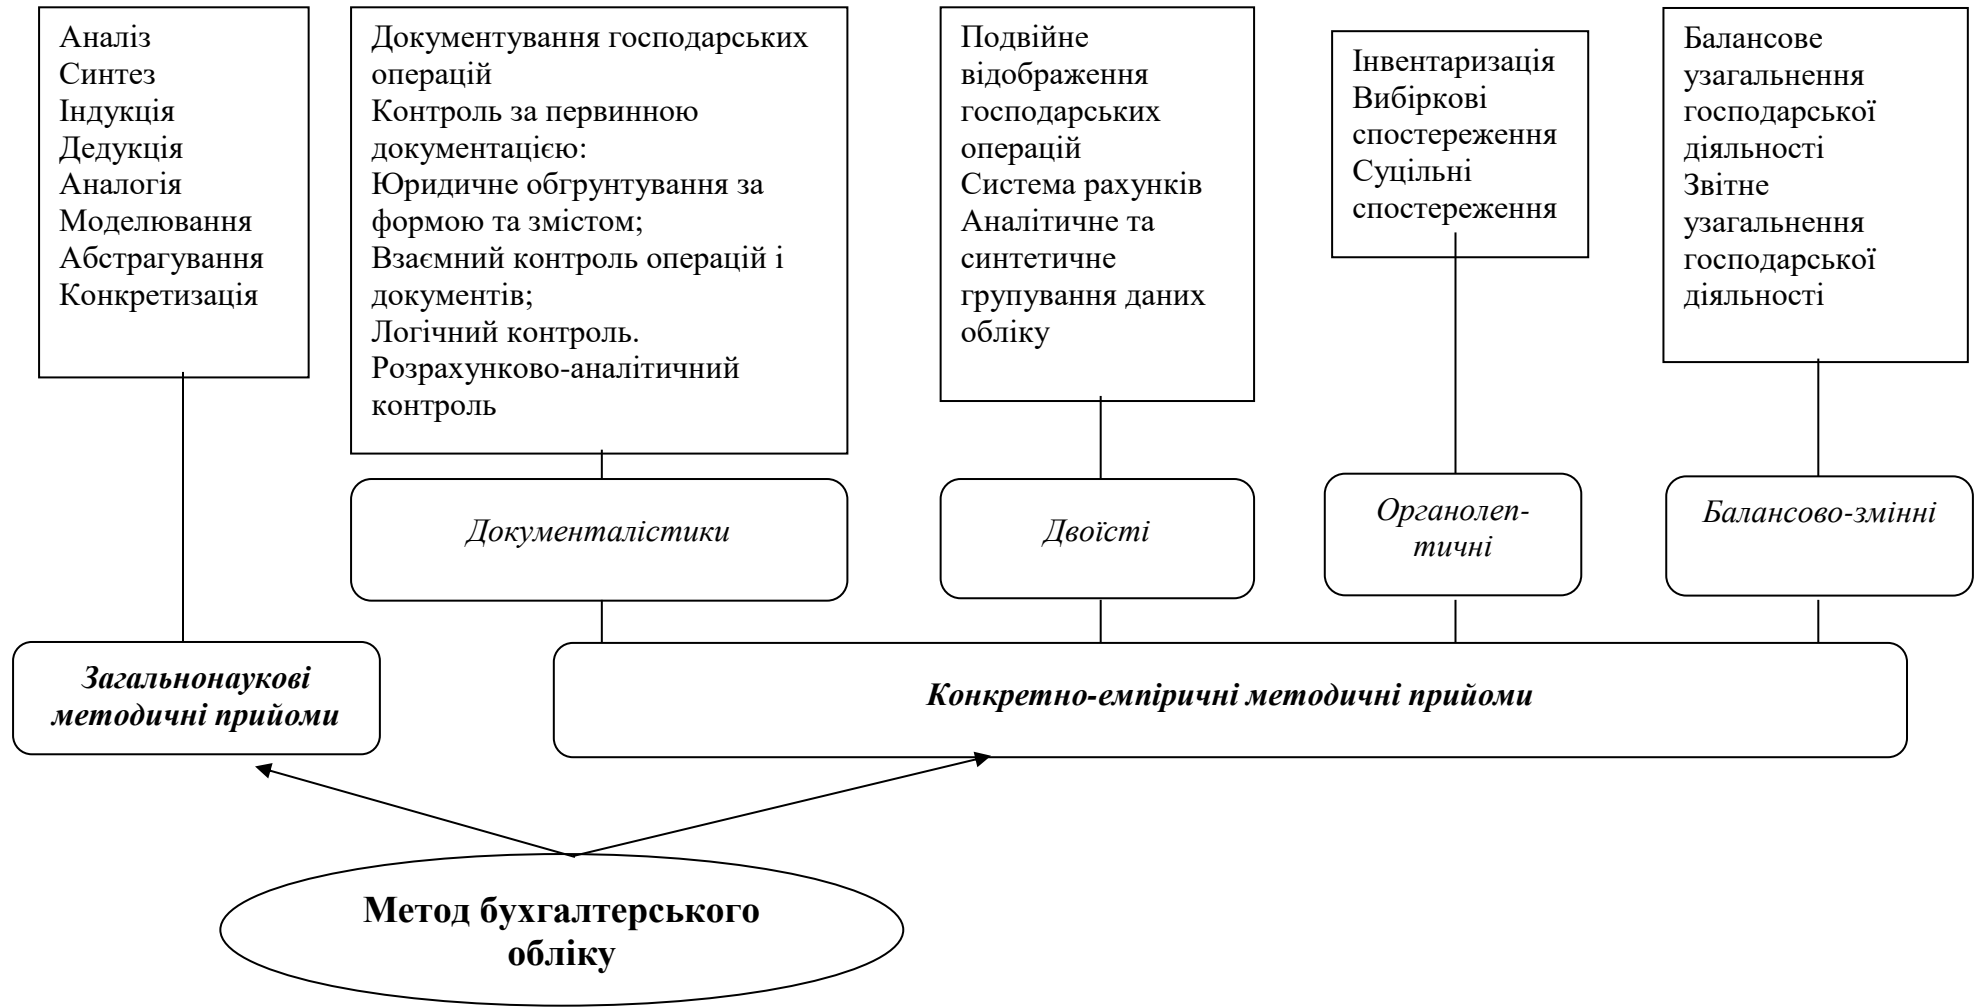 Аналіз
Синтез
Індукція
Дедукція
Аналогія
Моделювання
Абстрагування
Конкретизація
Документування господарських
операцій
Контроль за первинною
документацією:
Юридичне обгрунтування за
формою та змістом;
Взаємний контроль операцій і
документів;
Логічний контроль.
Розрахунково-аналітичний
контроль
Подвійне
відображення
господарських
операцій
Система рахунків
Аналітичне та
синтетичне
групування даних
обліку
Інвентаризація
Вибіркові
спостереження
Суцільні
спостереження
Балансове
узагальнення
господарської
діяльності
Звітне
узагальнення
господарської
діяльності
Документалістики
Двоїсті
Органолеп-
тичні
Балансово-змінні
Загальнонаукові
методичні прийоми
Конкретно-емпіричні методичні прийоми
Метод бухгалтерського
обліку